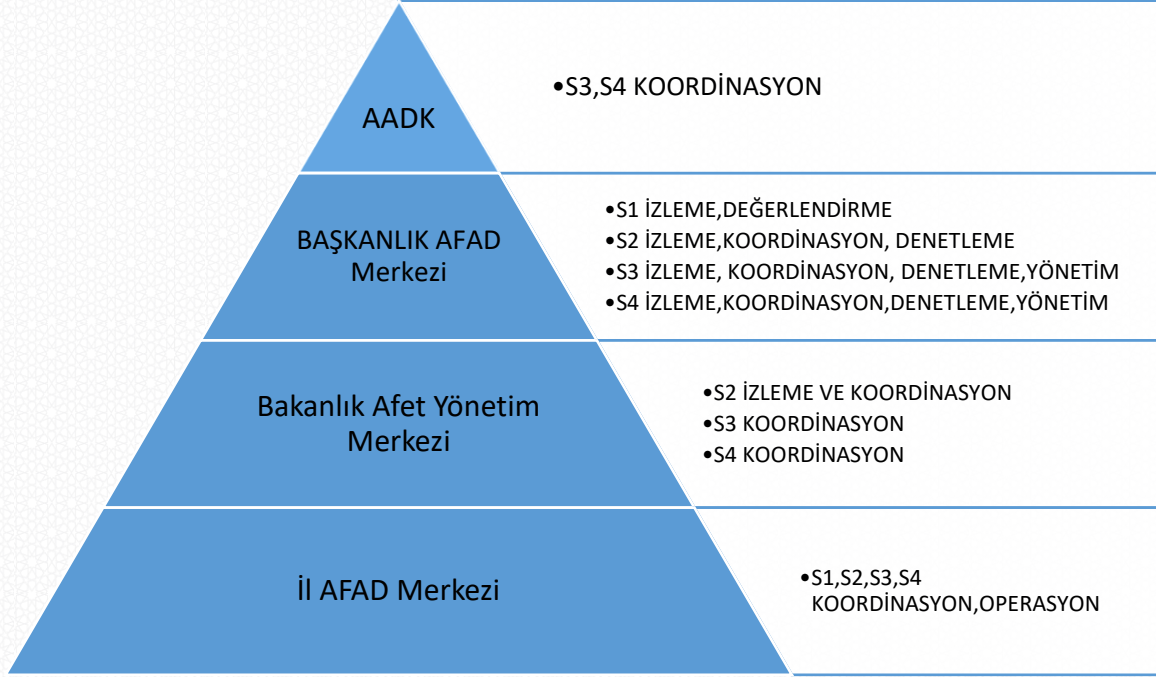 AADK
•S3,S4 KOORDİNASYON
BAŞKANLIK AFAD
Merkezi
•S1 İZLEME,DEĞERLENDİRME
•S2 İZLEME,KOORDİNASYON, DENETLEME
•S3 İZLEME, KOORDİNASYON, DENETLEME,YÖNETİM
•S4 İZLEME,KOORDİNASYON,DENETLEME,YÖNETİM
Bakanlık Afet Yönetim
Merkezi
•S2 İZLEME VE KOORDİNASYON
•S3 KOORDİNASYON
•S4 KOORDİNASYON
İl AFAD Merkezi
•S1,S2,S3,S4
KOORDİNASYON,OPERASYON